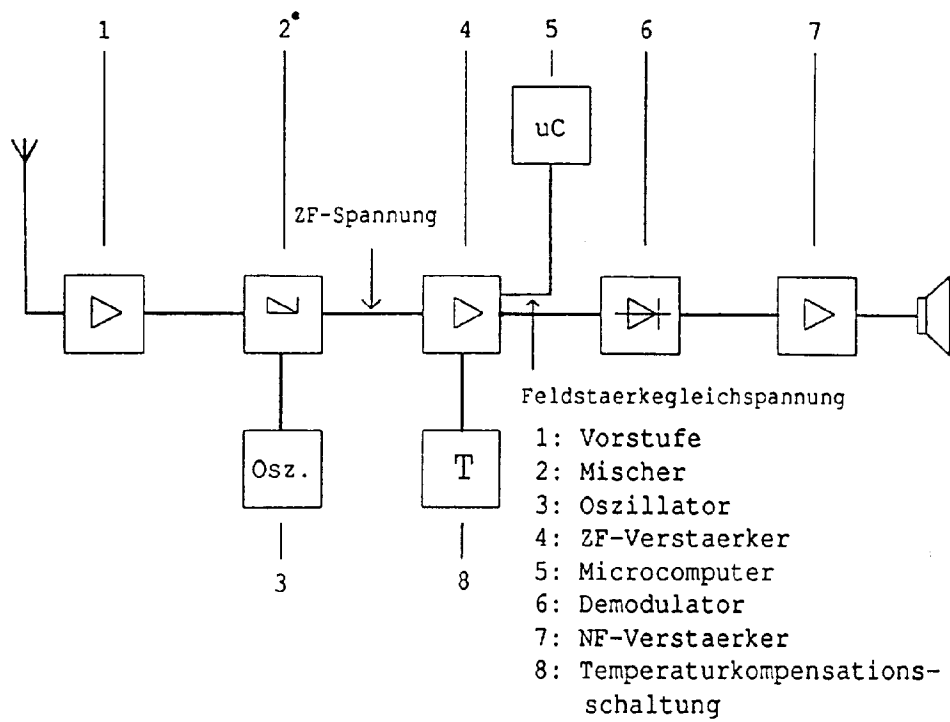 1 2 4 5 6 7
uC
ZF-Spannung
Feldstaerkegleichspannung
Osz. T
3 8
1: Vorstufe
2: Mischer
3: Oszillator
4: ZF-Verstaerker
5: Microcomputer
6: Demodulator
7: NF-Verstaerker
8: Temperaturkompensations-
schaltung